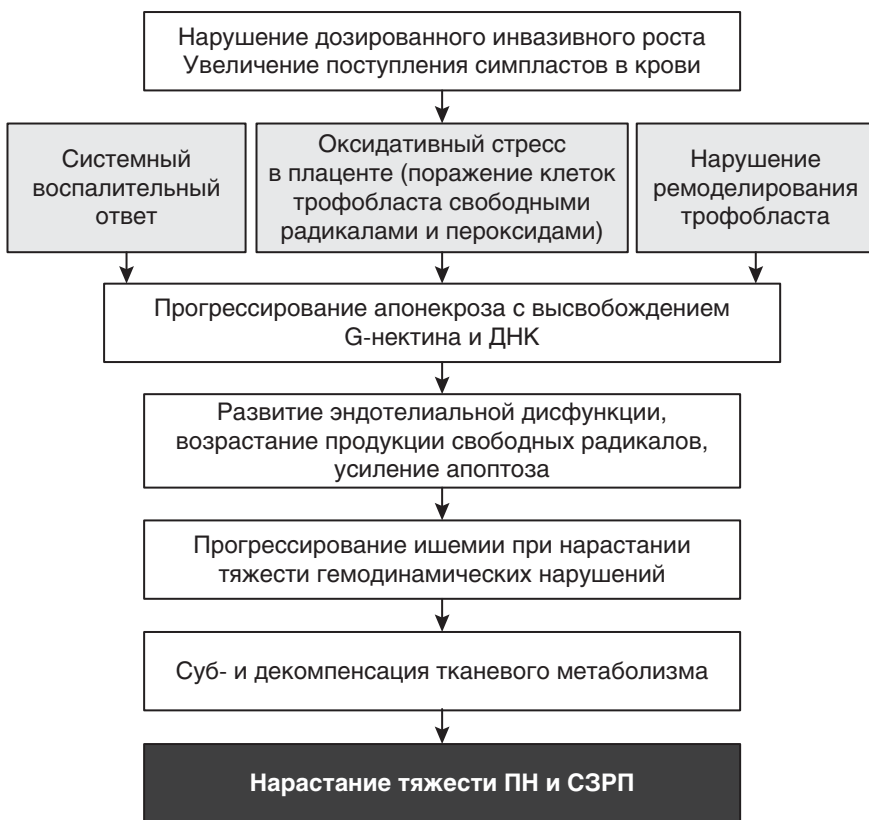 Нарушение дозированного инвазивного роста
Увеличение поступления симпластов в крови
Системный
воспалительный
ответ
Оксидативный стресс
в плаценте (поражение клеток
трофобласта свободными
радикалами и пероксидами)
Нарушение
ремоделирования
трофобласта
Прогрессирование апонекроза с высвобождением
G-нектина и ДНК
Развитие эндотелиальной дисфункции,
возрастание продукции свободных радикалов,
усиление апоптоза
Прогрессирование ишемии при нарастании
тяжести гемодинамических нарушений
Суб- и декомпенсация тканевого метаболизма
Нарастание тяжести ПН и СЗРП